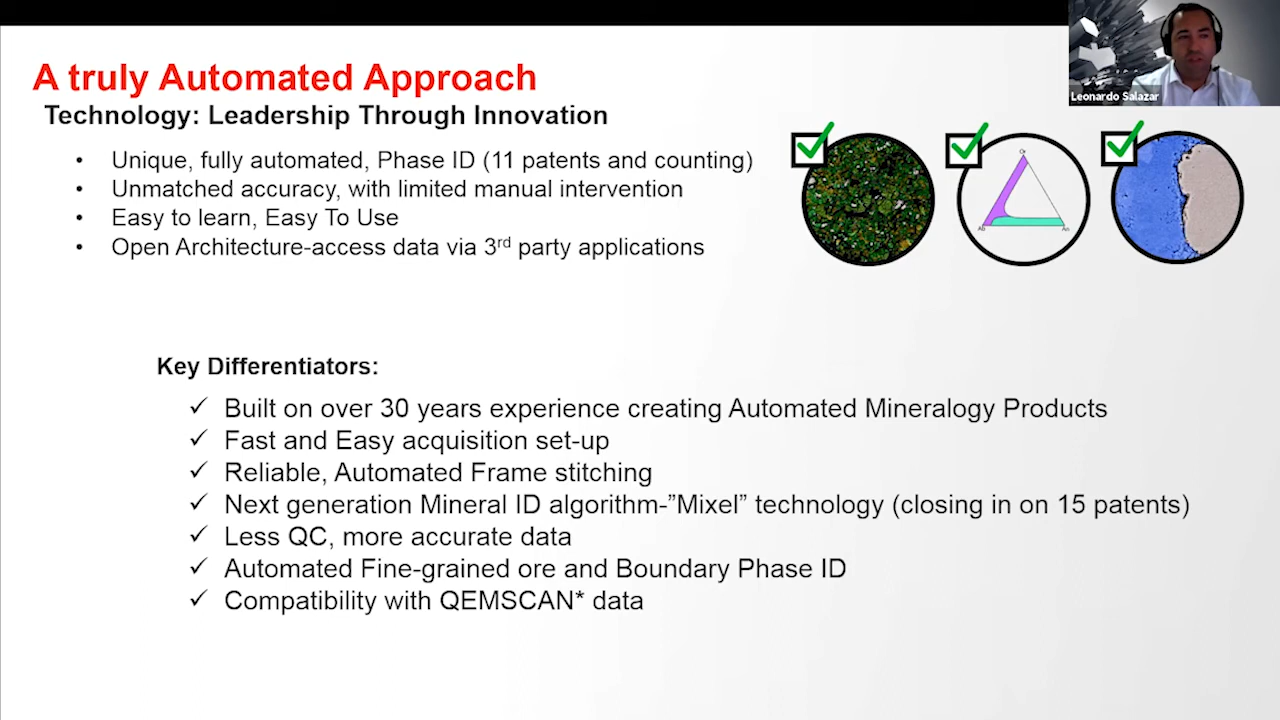 A truly Automated Approach
Technology: Leadership Through Innovation
• Unique, fully automated, Phase ID (11 patents and counting)
• Unmatched accuracy, with limited manual intervention
• Easy to learn, Easy To Use
• Open Architecture-access data via 3rd party applications
Leonardo Salazar
Or
Ab
An
Key Differentiators:
✓ Built on over 30 years experience creating Automated Mineralogy Products
✓ Fast and Easy acquisition set-up
✓ Reliable, Automated Frame stitching
✓ Next generation Mineral ID algorithm-”Mixel” technology (closing in on 15 patents)
✓ Less QC, more accurate data
✓ Automated Fine-grained ore and Boundary Phase ID
✓ Compatibility with QEMSCAN* data